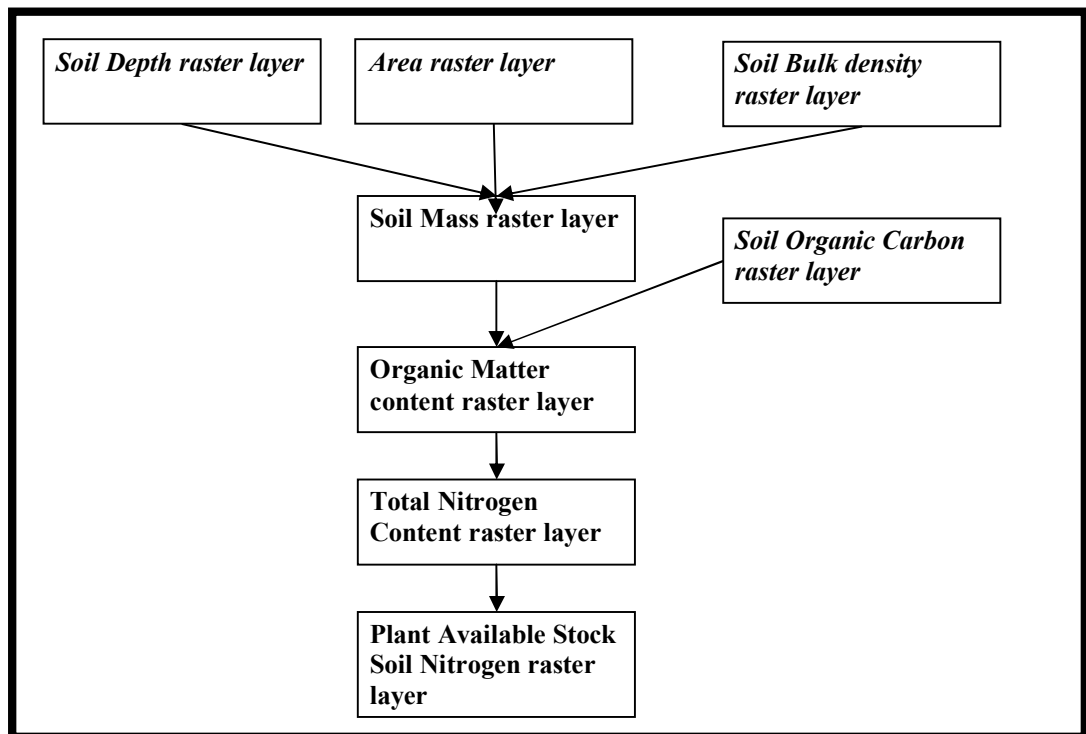 Soil Depth raster layer
Area raster layer
Soil Bulk density
raster layer
Soil Mass raster layer
Soil Organic Carbon
raster layer
Organic Matter
content raster layer
Total Nitrogen
Content raster layer
Plant Available Stock
Soil Nitrogen raster
layer